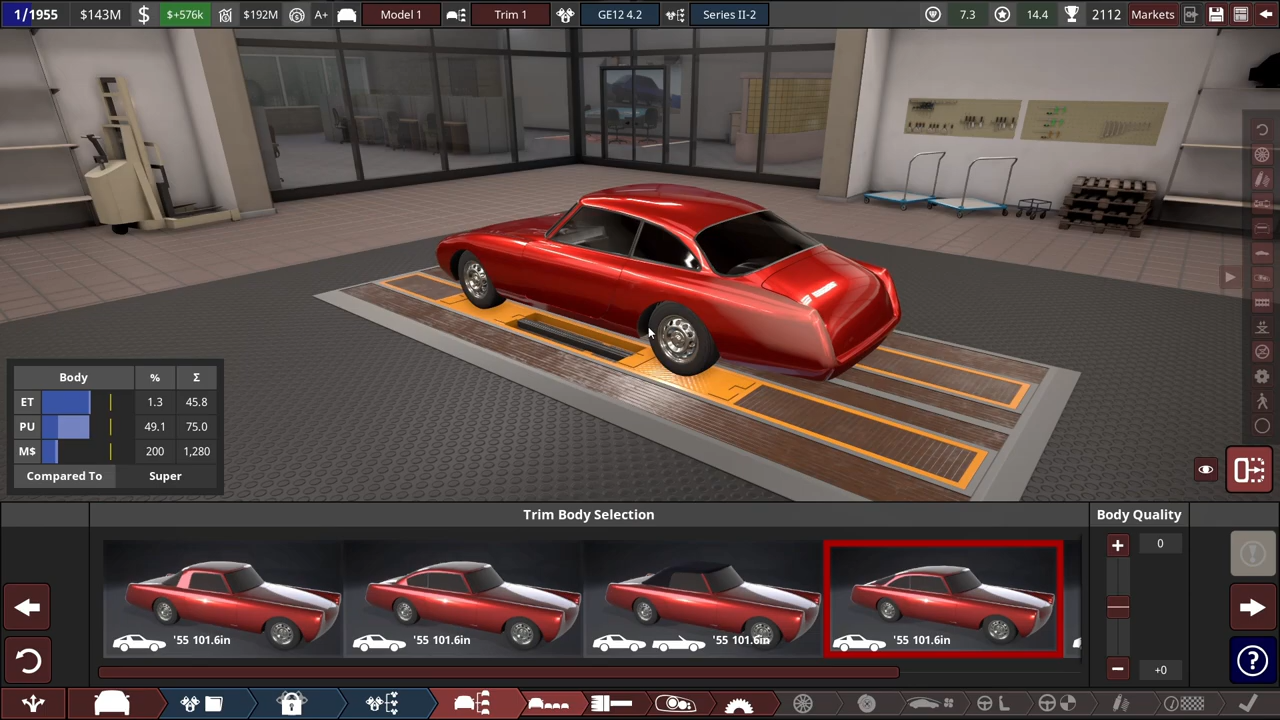 1/1955 $143M $ $+576k $192M A+ Model 1 Trim 1 GE12 4.2 Series II-2 7.3 14.4 2112 Markets
Body % Σ
ET 1.3 45.8
PU 49.1 75.0
M$ 200 1,280
Compared To Super
Trim Body Selection
Body Quality
+ 0
'55 101.6in '55 101.6in '55 101.6in '55 101.6in
- +0
?